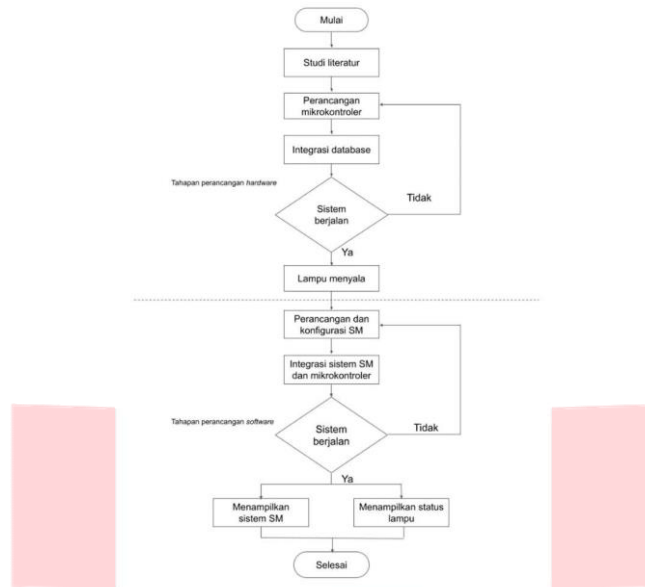 Mulai
Studi literatur
Perancangan
mikrokontroler
Integrasi database
Tahapan perancangan hardware
Sistem
berjalan
Tidak
Ya
Lampu menyala
Perancangan dan
konfigurasi SM
Integrasi sistem SM
dan mikrokontroler
Tahapan perancangan software
Sistem
berjalan
Tidak
Ya
Menampilkan
sistem SM
Menampilkan status
lampu
Selesai